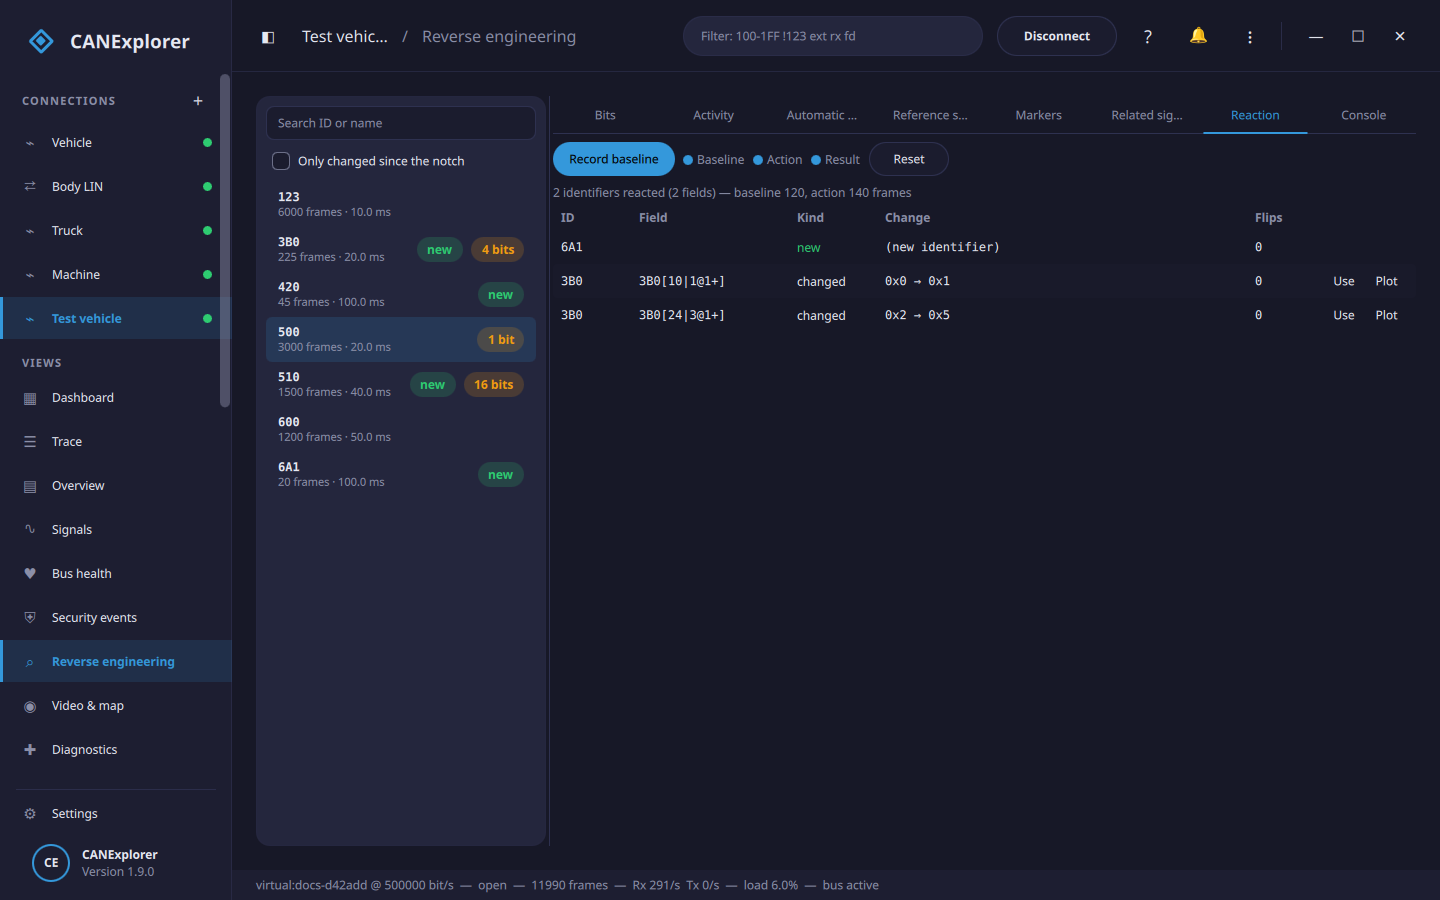 CANExplorer
CONNECTIONS +
Vehicle
Body LIN
Truck
Machine
Test vehicle
VIEWS
Dashboard
Trace
Overview
Signals
Bus health
Security events
Reverse engineering
Video & map
Diagnostics
Settings
CE
CANExplorer
Version 1.9.0
Test vehic... / Reverse engineering
Filter: 100-1FF !123 ext rx fd
Disconnect
?
Search ID or name
Only changed since the notch
123
6000 frames · 10.0 ms
3B0
225 frames · 20.0 ms
new
4 bits
420
45 frames · 100.0 ms
new
500
3000 frames · 20.0 ms
1 bit
510
1500 frames · 40.0 ms
new
16 bits
600
1200 frames · 50.0 ms
6A1
20 frames · 100.0 ms
new
Bits Activity Automatic ... Reference s... Markers Related sig... Reaction Console
Record baseline Baseline Action Result Reset
2 identifiers reacted (2 fields) — baseline 120, action 140 frames
ID Field Kind Change Flips
6A1 new (new identifier) 0
3B0 3B0[10|1@1+] changed 0x0 → 0x1 0 Use Plot
3B0 3B0[24|3@1+] changed 0x2 → 0x5 0 Use Plot
virtual:docs-d42add @ 500000 bit/s — open — 11990 frames — Rx 291/s Tx 0/s — load 6.0% — bus active